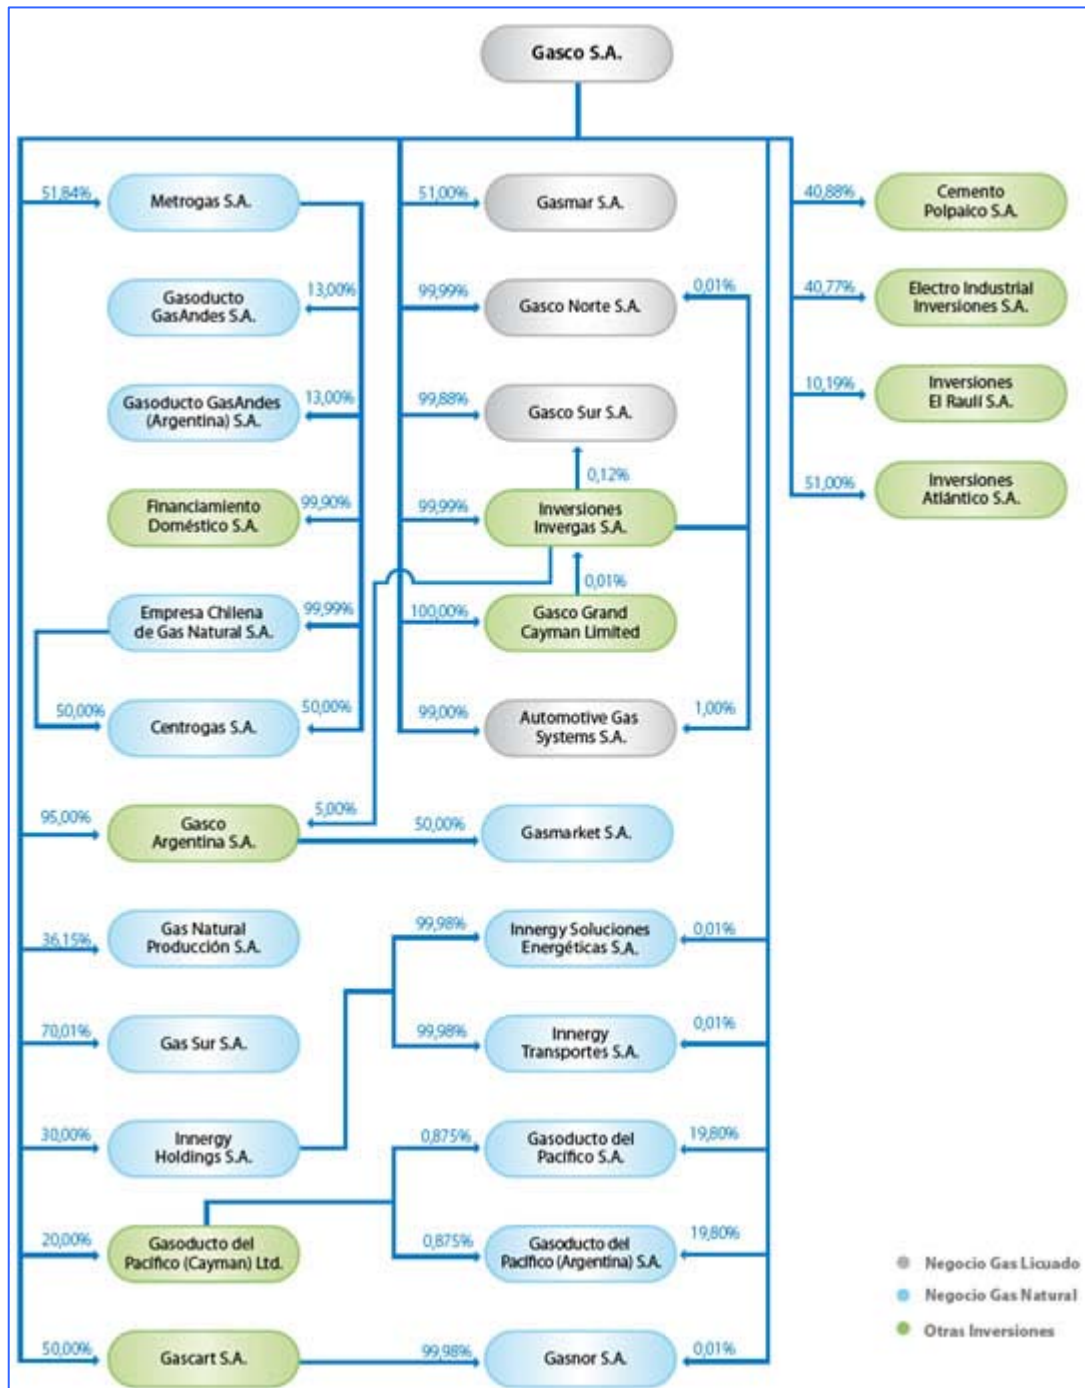 Gasco S.A.
51,84%
Metrogas S.A.
51,00%
Gasmar S.A.
40,88%
Cemento
Polpaico S.A.
Gasoducto
GasAndes S.A.
13,00%
99,99%
Gasco Norte S.A.
0,01%
40,77%
Electro Industrial
Inversiones S.A.
Gasoducto GasAndes
(Argentina) S.A.
13,00%
99,88%
Gasco Sur S.A.
10,19%
Inversiones
El Raulí S.A.
0,12%
Financiamiento
Doméstico S.A.
99,90%
99,99%
Inversiones
Invergas S.A.
51,00%
Inversiones
Atlántico S.A.
0,01%
Empresa Chilena
de Gas Natural S.A.
99,99%
100,00%
Gasco Grand
Cayman Limited
50,00%
Centrogas S.A.
50,00%
99,00%
Automotive Gas
Systems S.A.
1,00%
95,00%
Gasco
Argentina S.A.
5,00%
50,00%
Gasmarket S.A.
36,15%
Gas Natural
Producción S.A.
99,98%
Innergy Soluciones
Energéticas S.A.
0,01%
70,01%
Gas Sur S.A.
99,98%
Innergy
Transportes S.A.
0,01%
30,00%
Innergy
Holdings S.A.
0,875%
Gasoducto del
Pacífico S.A.
19,80%
20,00%
Gasoducto del
Pacífico (Cayman) Ltd.
0,875%
Gasoducto del
Pacífico (Argentina) S.A.
19,80%
50,00%
Gascart S.A.
99,98%
Gasnor S.A.
0,01%
Negocio Gas Licuado
Negocio Gas Natural
Otras Inversiones